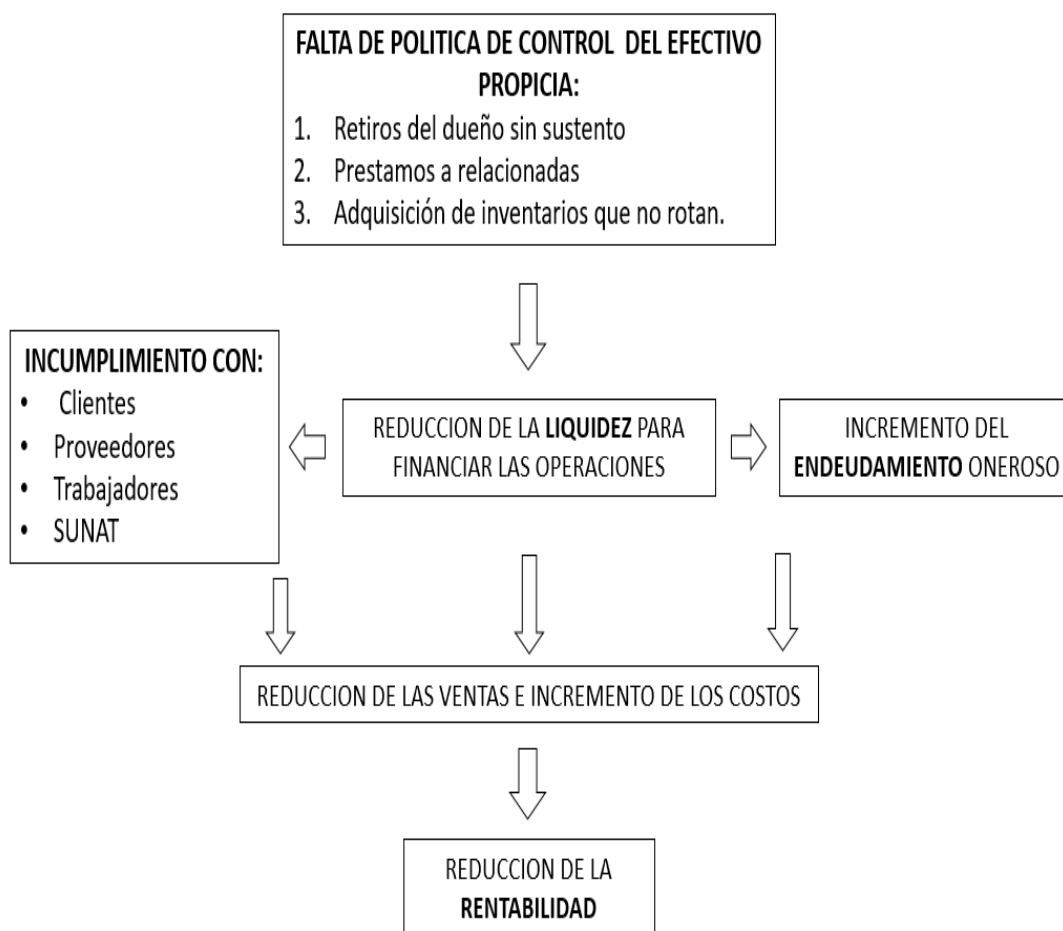 FALTA DE POLITICA DE CONTROL DEL EFECTIVO
PROPICIA:
1. Retiros del dueño sin sustento
2. Prestamos a relacionadas
3. Adquisición de inventarios que no rotan.
INCUMPLIMIENTO CON:
• Clientes
• Proveedores
• Trabajadores
• SUNAT
REDUCCION DE LA LIQUIDEZ PARA
FINANCIAR LAS OPERACIONES
INCREMENTO DEL
ENDEUDAMIENTO ONEROSO
REDUCCION DE LAS VENTAS E INCREMENTO DE LOS COSTOS
REDUCCION DE LA
RENTABILIDAD